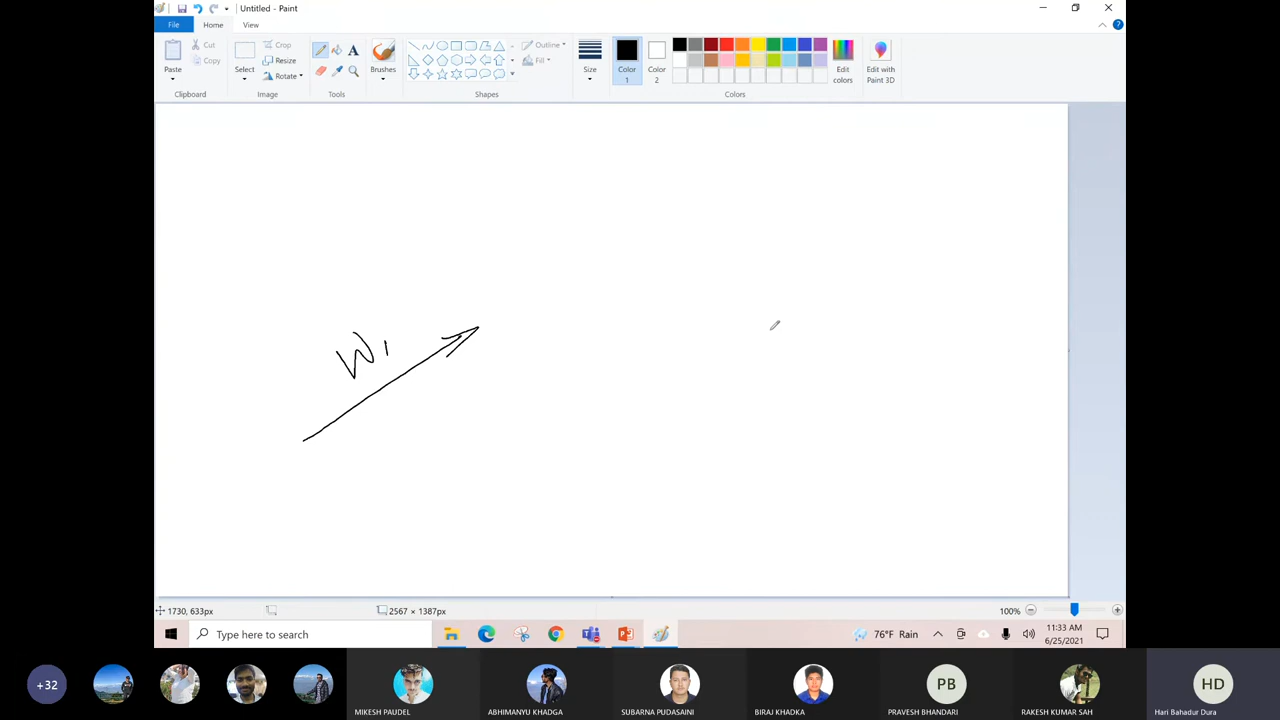 Untitled - Paint
File Home View
Paste
Cut
Copy
Clipboard
Select
Crop
Resize
Rotate
Image
Tools
Brushes
Outline
Fill
Shapes
Size
Color 1
Color 2
Colors
Edit colors
Edit with Paint 3D
W1
1730, 633px
2567 × 1387px
100%
Type here to search
76°F Rain
11:33 AM
6/25/2021
+32
PB
HD
MIKESH PAUDEL
ABHIMANYU KHADGA
SUBARNA PUDASAINI
BIRAJ KHADKA
PRAVESH BHANDARI
RAKESH KUMAR SAH
Hari Bahadur Dura